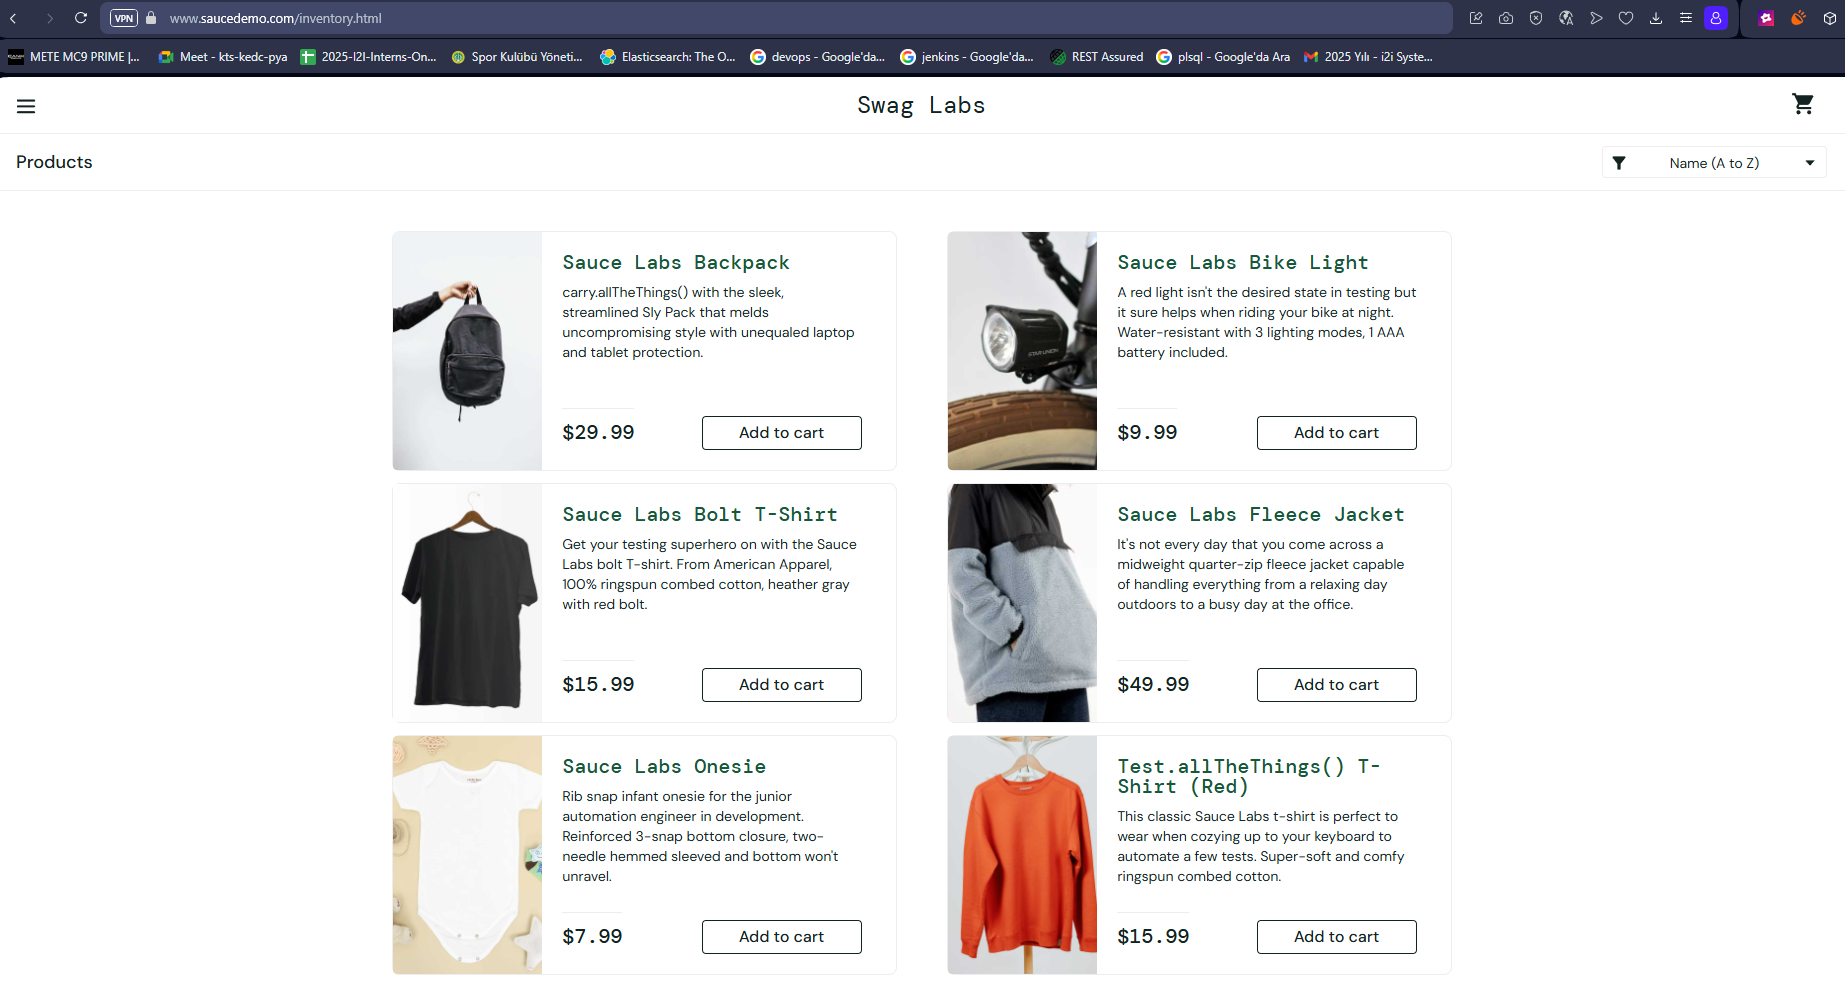 VPN
www.saucedemo.com/inventory.html
METE MC9 PRIME |...
Meet - kts-kedc-pya
2025-I2I-Interns-On...
Spor Kulübü Yöneti...
Elasticsearch: The O...
devops - Google'da...
jenkins - Google'da...
REST Assured
plsql - Google'da Ara
2025 Yılı - i2i Syste...
Swag Labs
Products
Name (A to Z)
Sauce Labs Backpack
carry.allTheThings() with the sleek,
streamlined Sly Pack that melds
uncompromising style with unequaled laptop
and tablet protection.
$29.99
Add to cart
Sauce Labs Bike Light
A red light isn't the desired state in testing but
it sure helps when riding your bike at night.
Water-resistant with 3 lighting modes, 1 AAA
battery included.
STAR UNION
$9.99
Add to cart
Sauce Labs Bolt T-Shirt
Get your testing superhero on with the Sauce
Labs bolt T-shirt. From American Apparel,
100% ringspun combed cotton, heather gray
with red bolt.
$15.99
Add to cart
Sauce Labs Fleece Jacket
It's not every day that you come across a
midweight quarter-zip fleece jacket capable
of handling everything from a relaxing day
outdoors to a busy day at the office.
$49.99
Add to cart
Sauce Labs Onesie
Rib snap infant onesie for the junior
automation engineer in development.
Reinforced 3-snap bottom closure, two-
needle hemmed sleeved and bottom won't
unravel.
$7.99
Add to cart
Test.allTheThings() T-
Shirt (Red)
This classic Sauce Labs t-shirt is perfect to
wear when cozying up to your keyboard to
automate a few tests. Super-soft and comfy
ringspun combed cotton.
$15.99
Add to cart